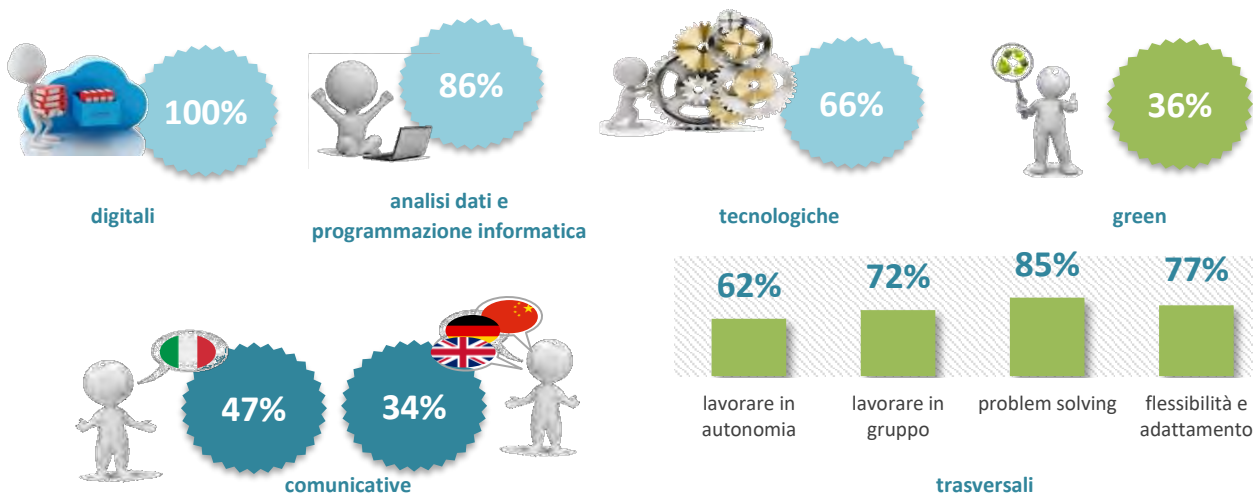 100%
86%
66%
36%
digitali
analisi dati e
programmazione informatica
tecnologiche
green
47%
34%
comunicative
62%
72%
85%
77%
lavorare in
autonomia
lavorare in
gruppo
problem solving
flessibilità e
adattamento
trasversali